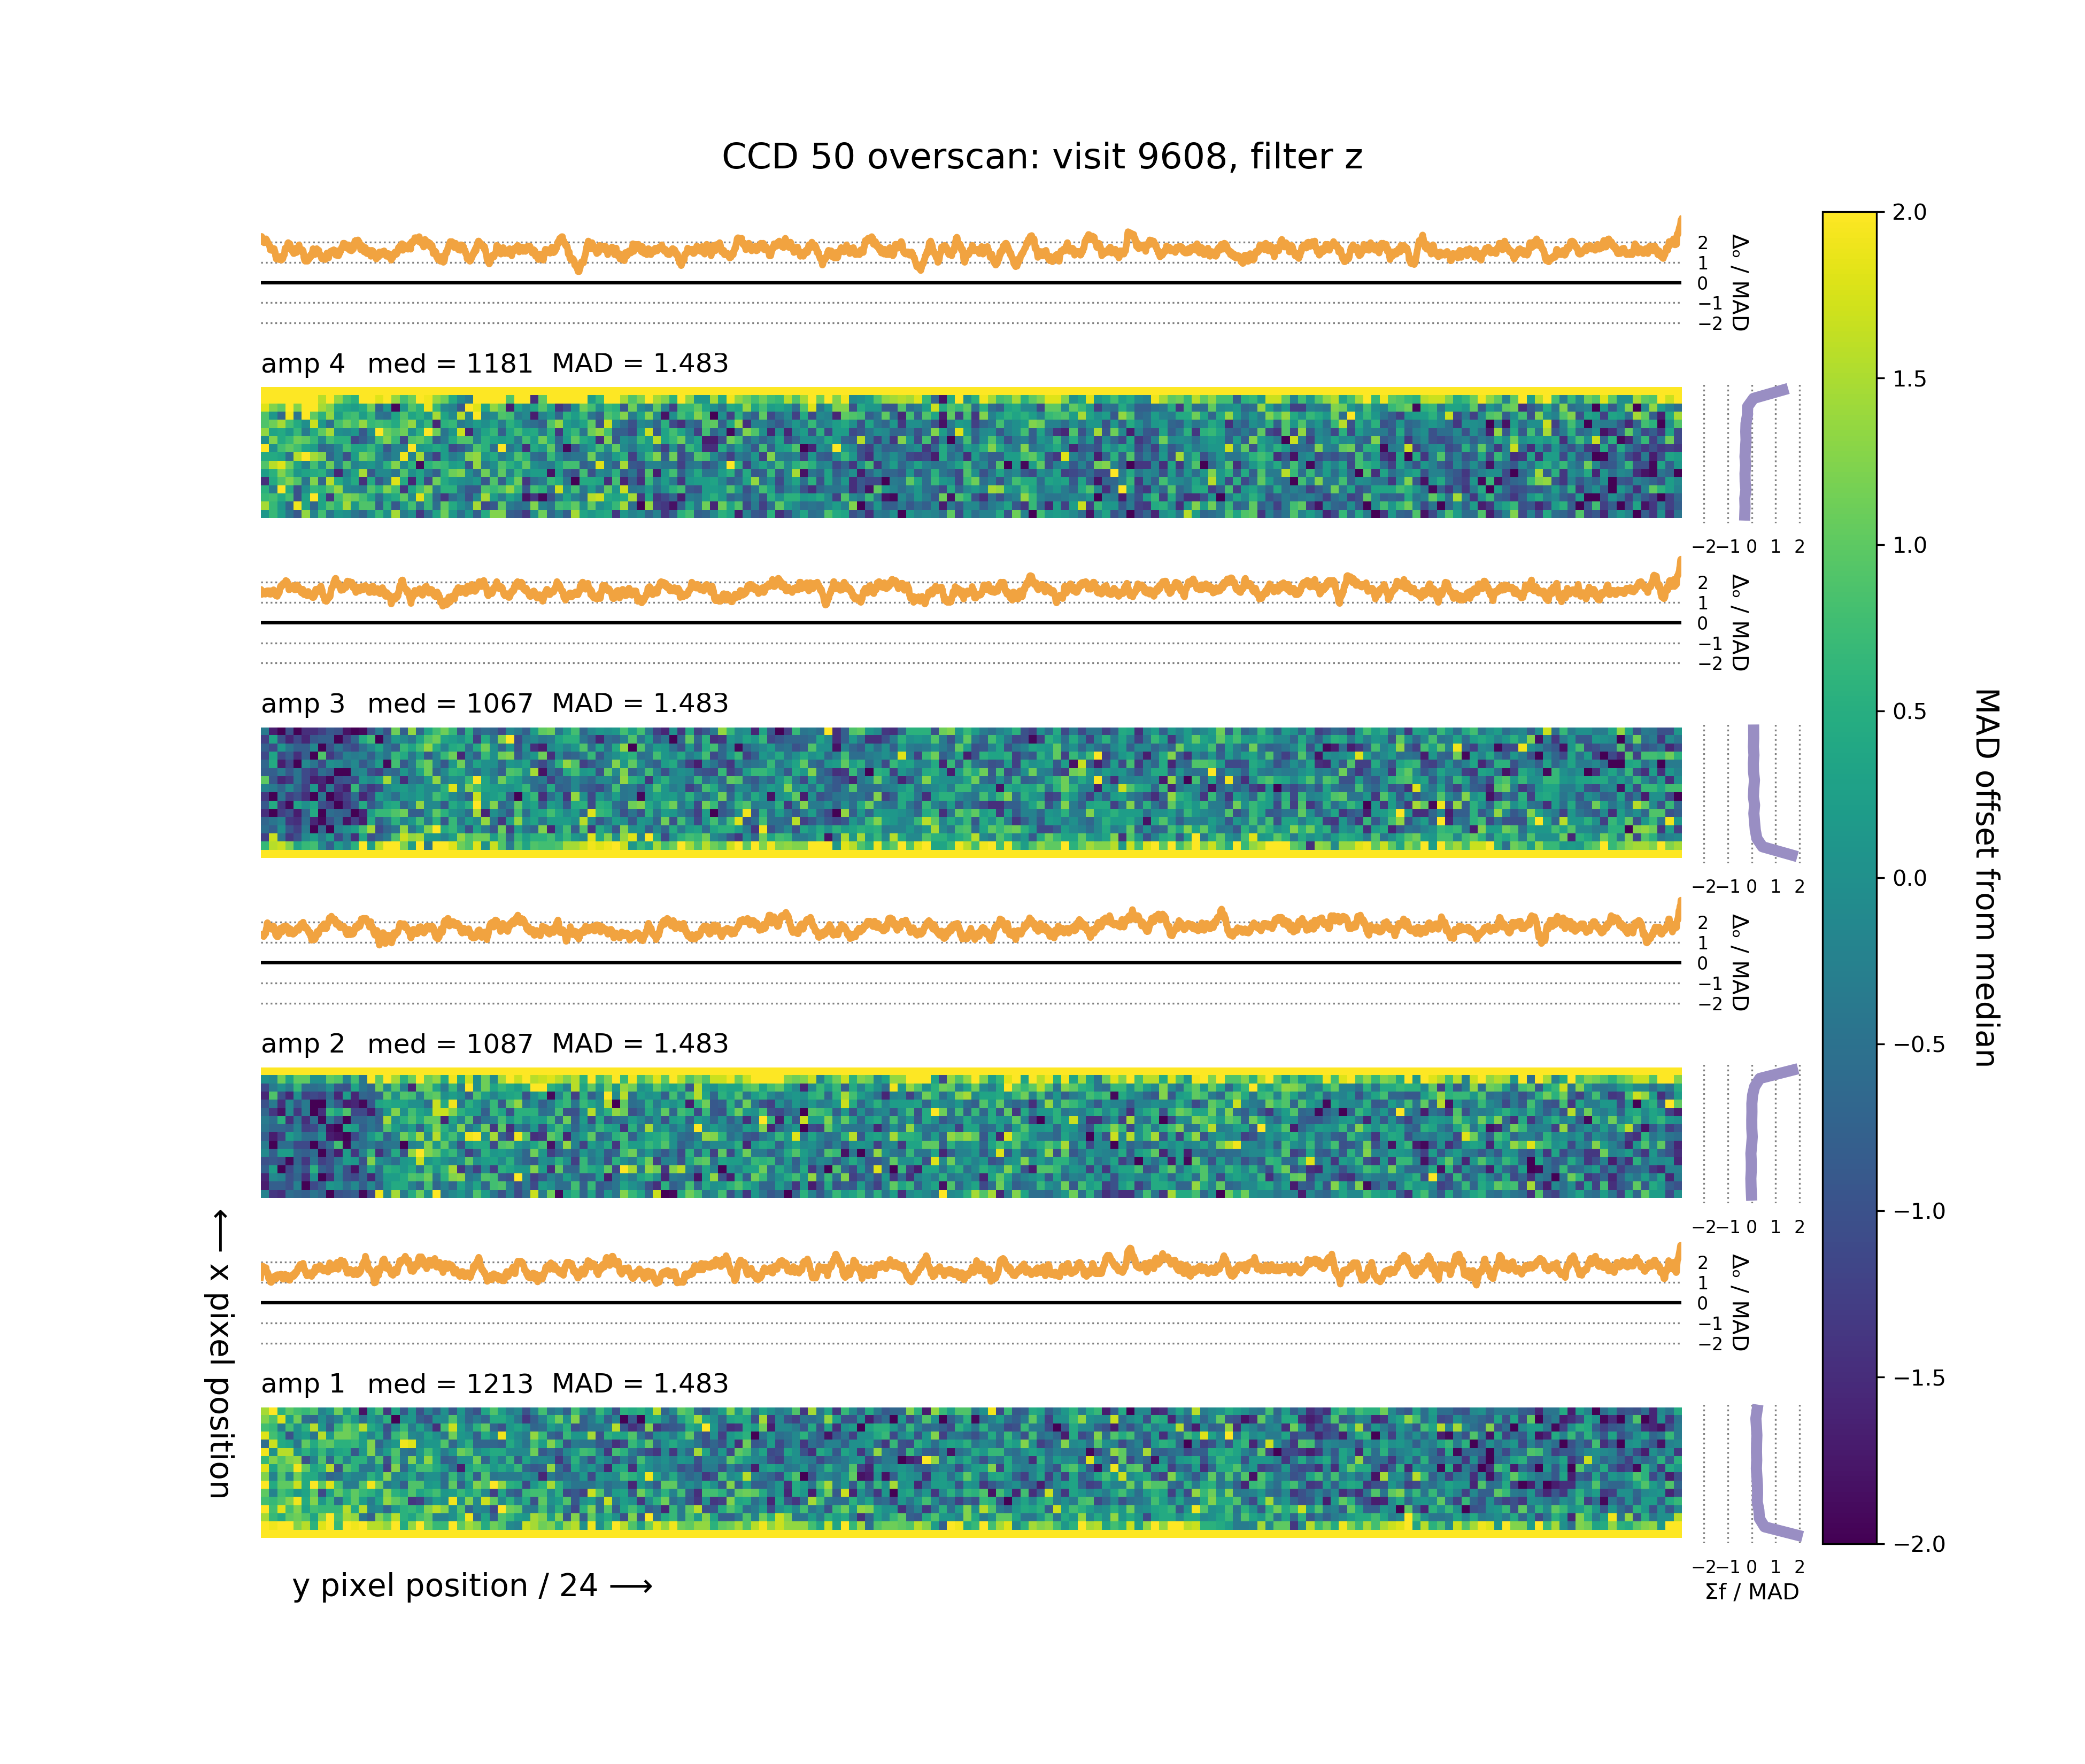 CCD 50 overscan: visit 9608, filter z
2
1
0
−1
−2
Δₒ / MAD
amp 4 med = 1181 MAD = 1.483
−2 −1 0 1 2
2
1
0
−1
−2
Δₒ / MAD
amp 3 med = 1067 MAD = 1.483
−2 −1 0 1 2
2
1
0
−1
−2
Δₒ / MAD
amp 2 med = 1087 MAD = 1.483
−2 −1 0 1 2
2
1
0
−1
−2
Δₒ / MAD
amp 1 med = 1213 MAD = 1.483
−2 −1 0 1 2
Σf / MAD
⟵ x pixel position
y pixel position / 24 ⟶
2.0
1.5
1.0
0.5
0.0
−0.5
−1.0
−1.5
−2.0
MAD offset from median